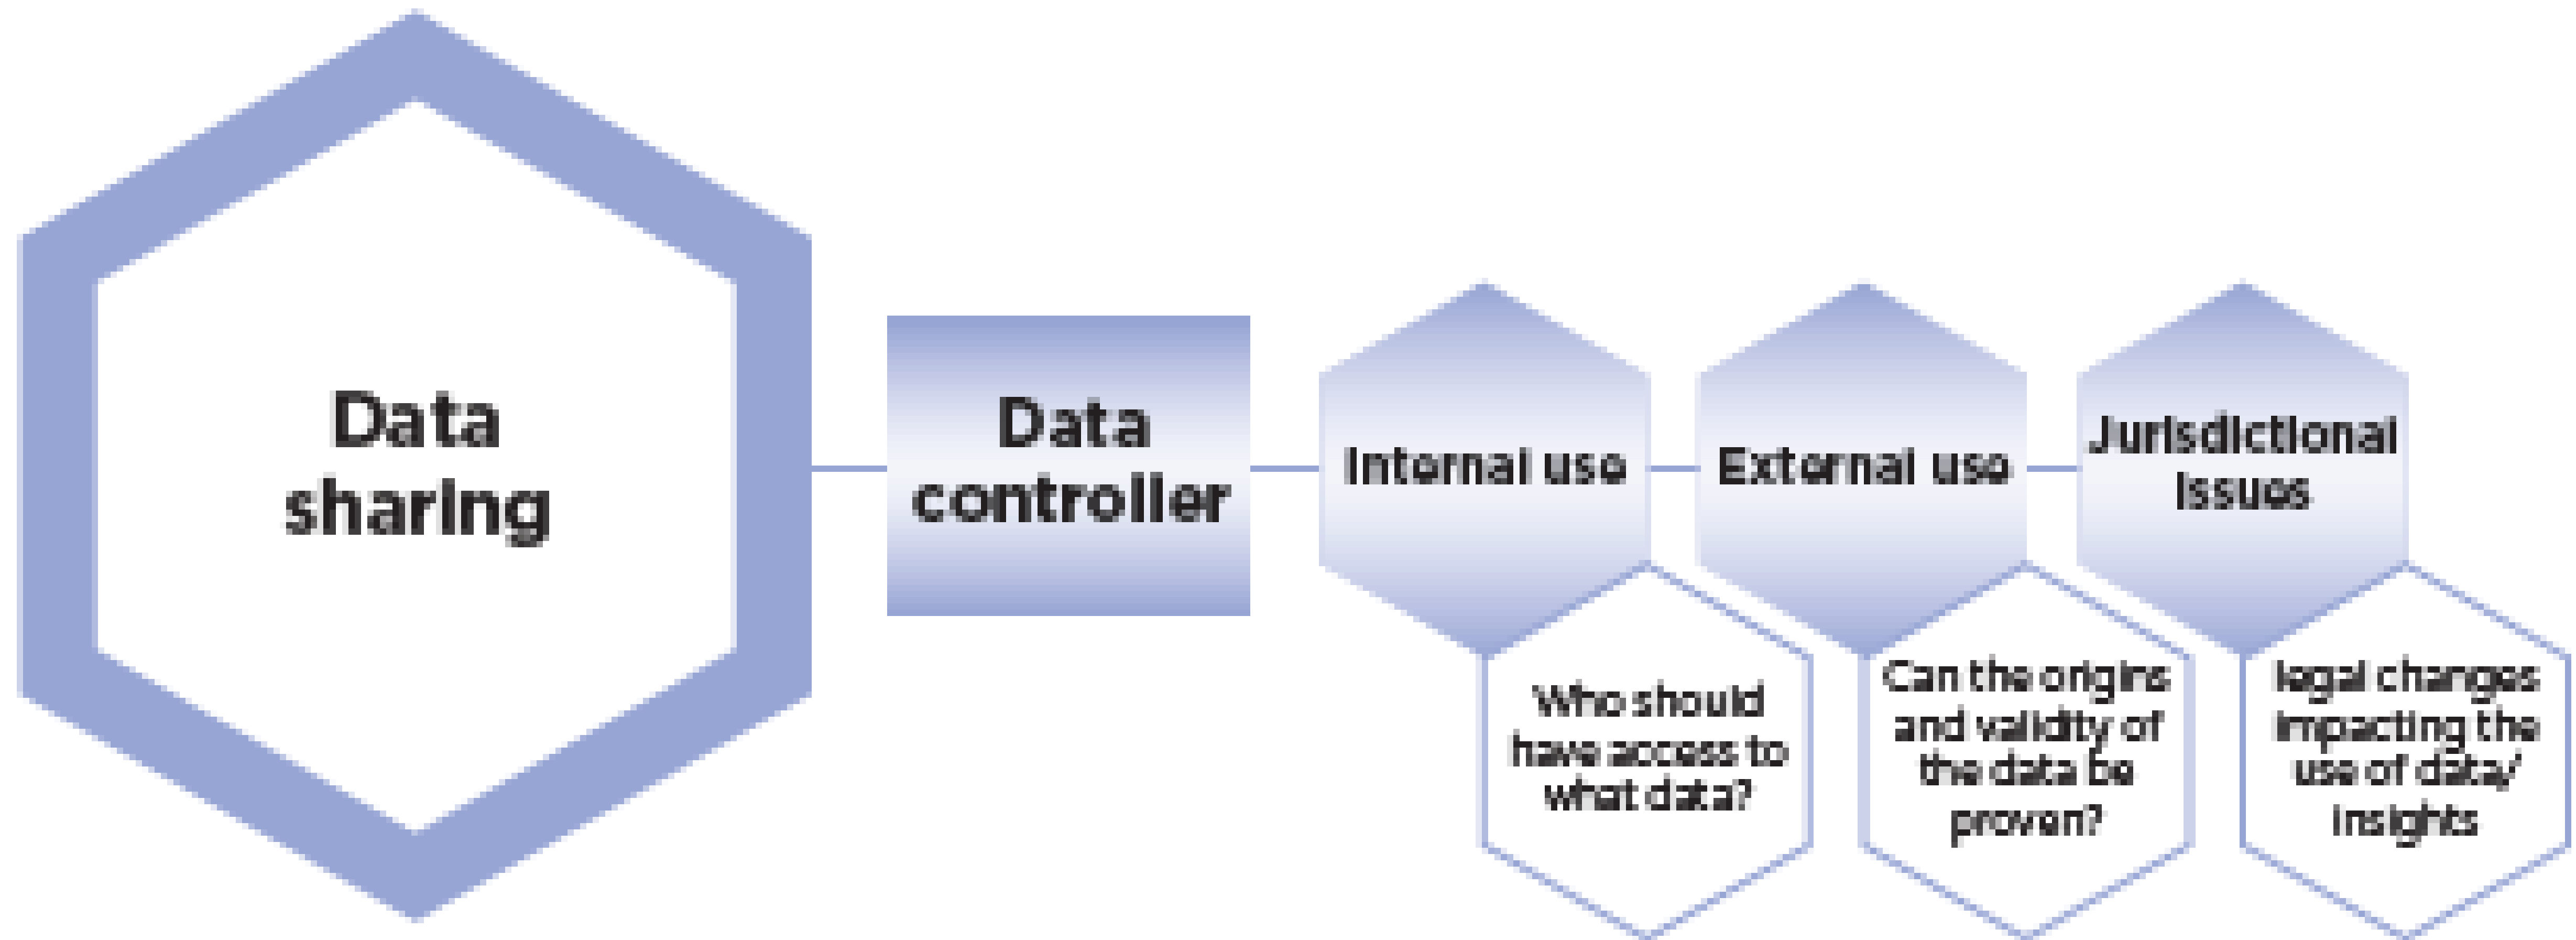 Data
sharing
Data
controller
Internal use
External use
Jurisdictional
issues
Who should
have access to
what data?
Can the origins
and validity of
the data be
proven?
legal changes
impacting the
use of data/
insights